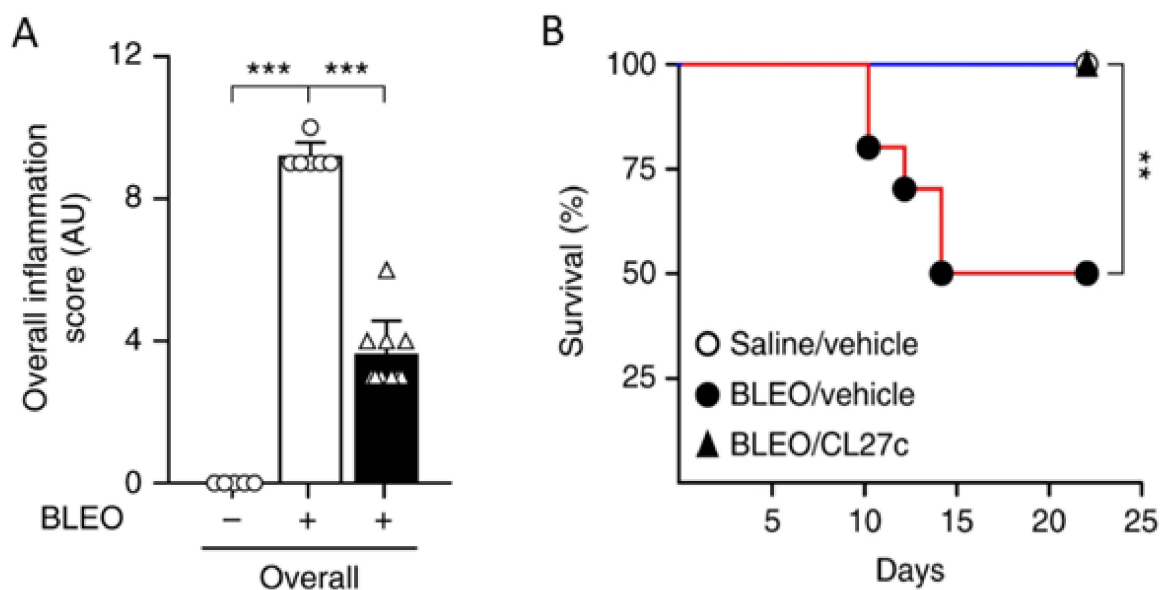 A
Overall inflammation
score (AU)
12
8
4
0
*** ***
BLEO − + +
Overall
B
Survival (%)
100
75
50
25
**
Saline/vehicle
BLEO/vehicle
BLEO/CL27c
5 10 15 20 25
Days